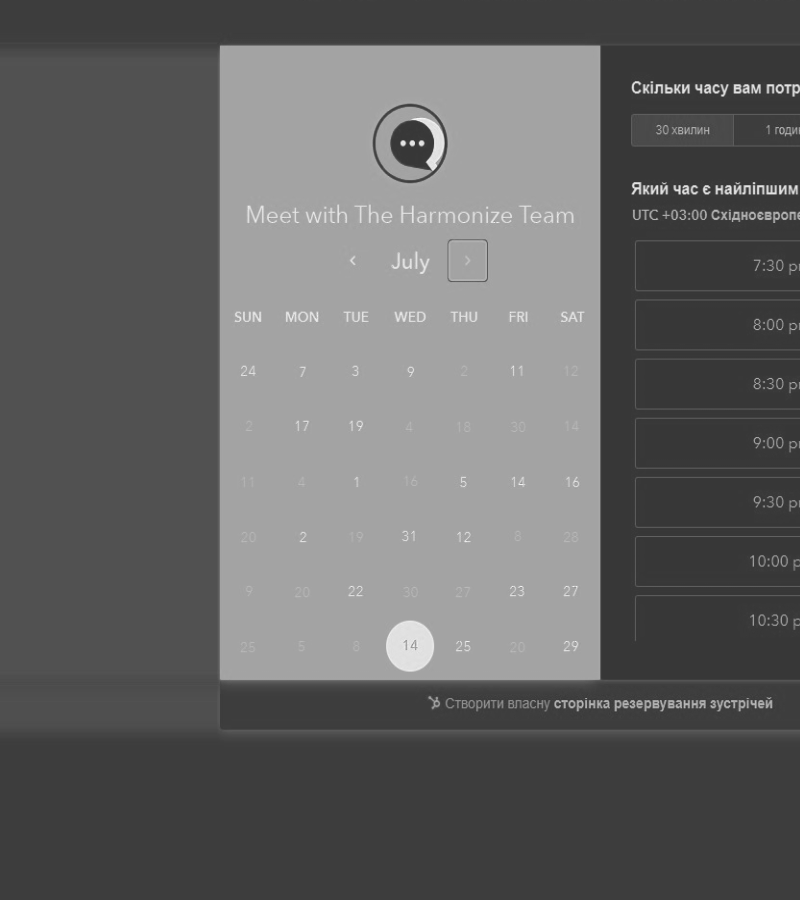 Meet with The Harmonize Team
July
SUN MON TUE WED THU FRI SAT
24 7 3 9 2 11 12
2 17 19 4 18 30 14
11 4 1 16 5 14 16
20 2 19 31 12 6 28
9 20 22 30 27 23 27
25 5 8 14 25 20 29
Скільки часу вам потр
30 хвилин 1 годи
Який час є найліпшим
UTC +03:00 Східноєвропе
7:30 p
8:00 p
8:30 p
9:00 p
9:30 p
10:00 p
10:30 p
Створити власну сторінка резервування зустрічей